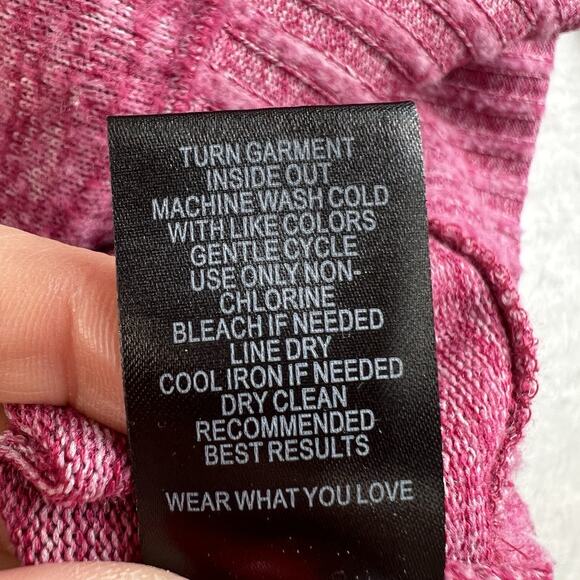 TURN GARMENT
INSIDE OUT
MACHINE WASH COLD
WITH LIKE COLORS
GENTLE CYCLE
USE ONLY NON-
CHLORINE
BLEACH IF NEEDED
LINE DRY
COOL IRON IF NEEDED
DRY CLEAN
RECOMMENDED
BEST RESULTS
WEAR WHAT YOU LOVE